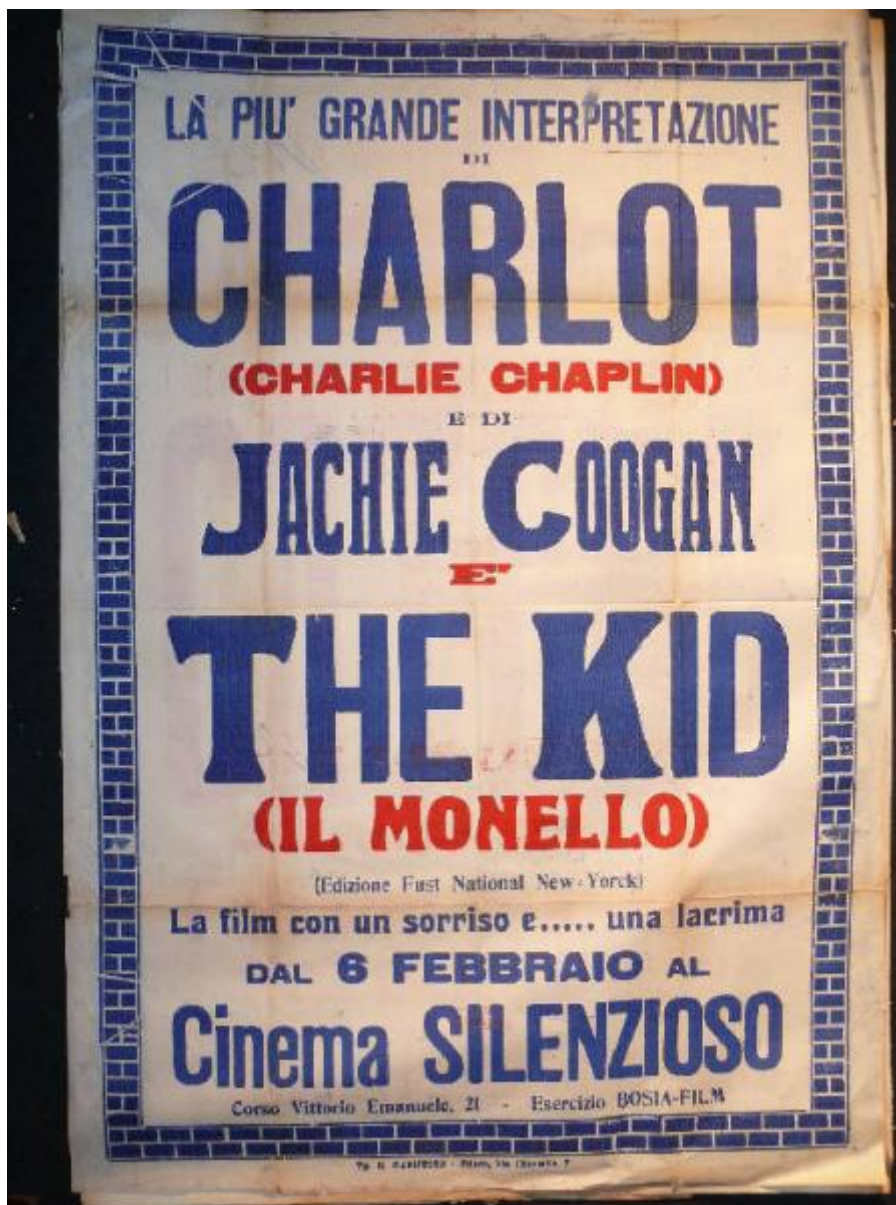 LA PIU' GRANDE INTERPRETAZIONE
DI
CHARLOT
(CHARLIE CHAPLIN)
E DI
JACHIE COOGAN
E'
THE KID
(IL MONELLO)
(Edizione Fust National New-Yorck)
La film con un sorriso e..... una lacrima
DAL 6 FEBBRAIO AL
Cinema SILENZIOSO
Corso Vittorio Emanuele, 21 - Esercizio BOSIA-FILM